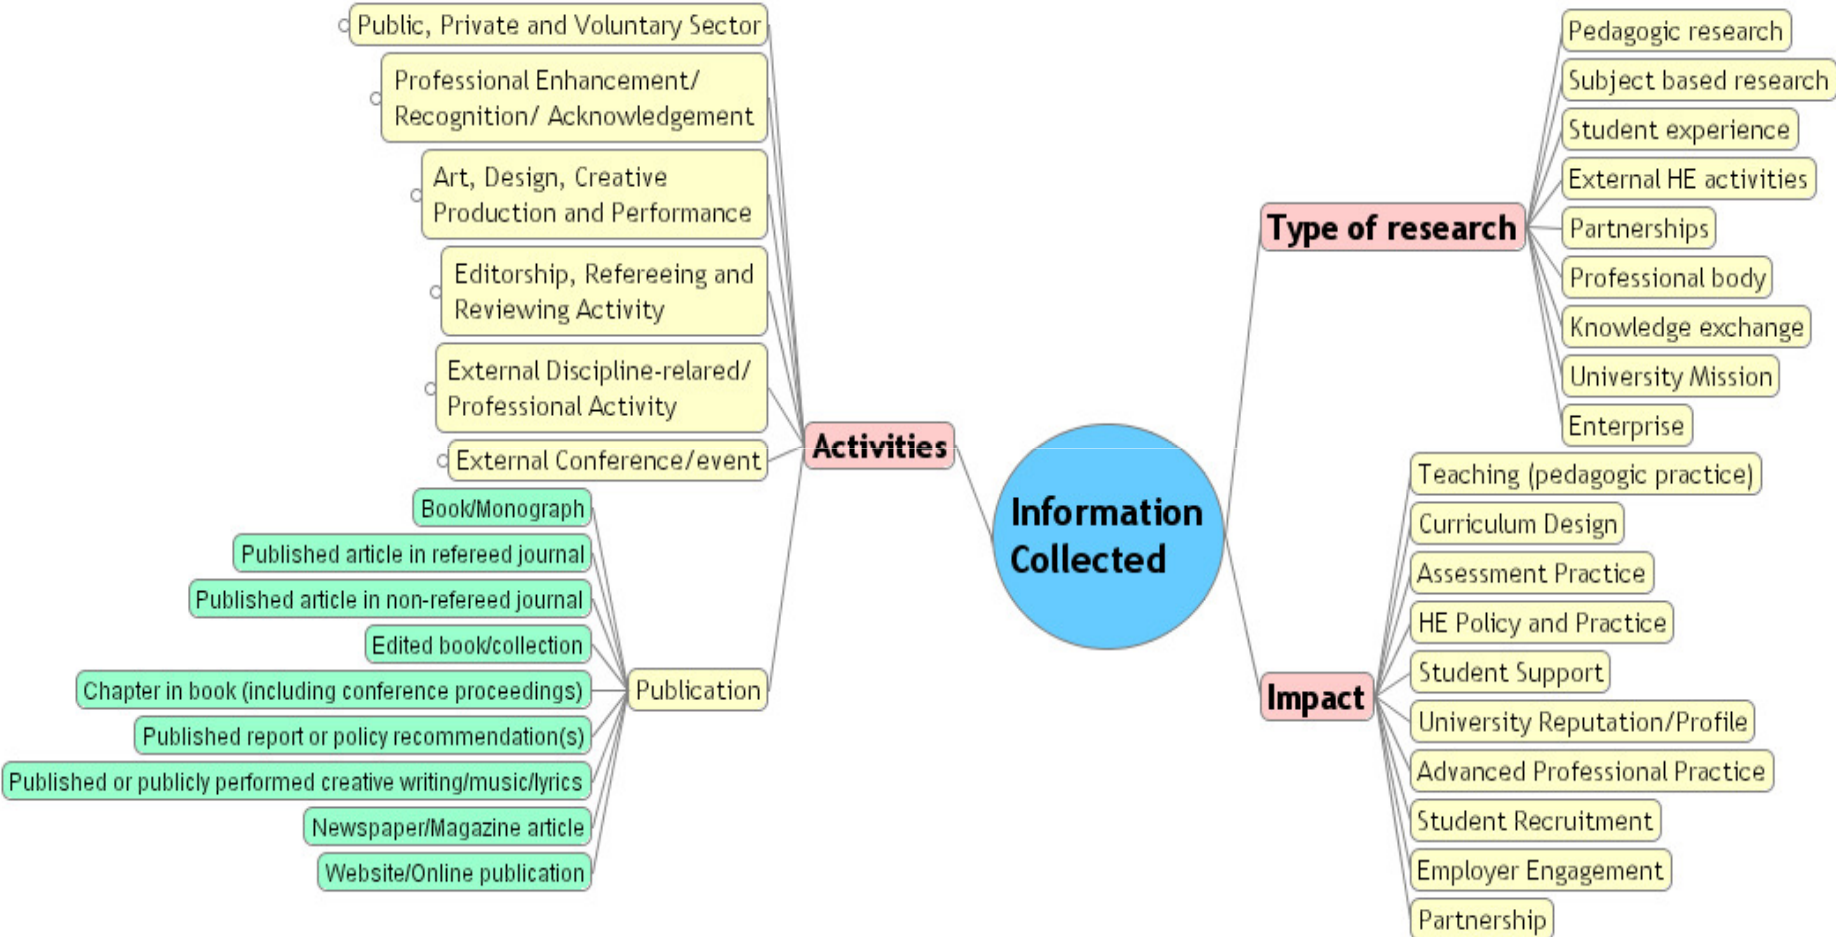 Public, Private and Voluntary Sector
Professional Enhancement/
Recognition/ Acknowledgement
Art, Design, Creative
Production and Performance
Editorship, Refereeing and
Reviewing Activity
External Discipline-relared/
Professional Activity
External Conference/event
Activities
Book/Monograph
Published article in refereed journal
Published article in non-refereed journal
Edited book/collection
Chapter in book (including conference proceedings)
Published report or policy recommendation(s)
Published or publicly performed creative writing/music/lyrics
Newspaper/Magazine article
Website/Online publication
Publication
Information
Collected
Type of research
Pedagogic research
Subject based research
Student experience
External HE activities
Partnerships
Professional body
Knowledge exchange
University Mission
Enterprise
Impact
Teaching (pedagogic practice)
Curriculum Design
Assessment Practice
HE Policy and Practice
Student Support
University Reputation/Profile
Advanced Professional Practice
Student Recruitment
Employer Engagement
Partnership